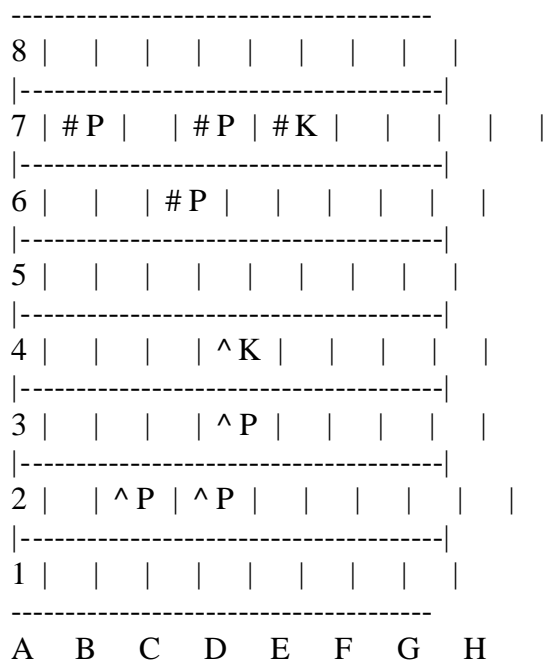 ---------------------------------------
8 | | | | | | | | |
|---------------------------------------|
7 | # P | | # P | # K | | | | |
|---------------------------------------|
6 | | | # P | | | | | |
|---------------------------------------|
5 | | | | | | | | |
|---------------------------------------|
4 | | | | ^ K | | | | |
|---------------------------------------|
3 | | | | ^ P | | | | |
|---------------------------------------|
2 | | ^ P | ^ P | | | | | |
|---------------------------------------|
1 | | | | | | | | |
---------------------------------------
A B C D E F G H